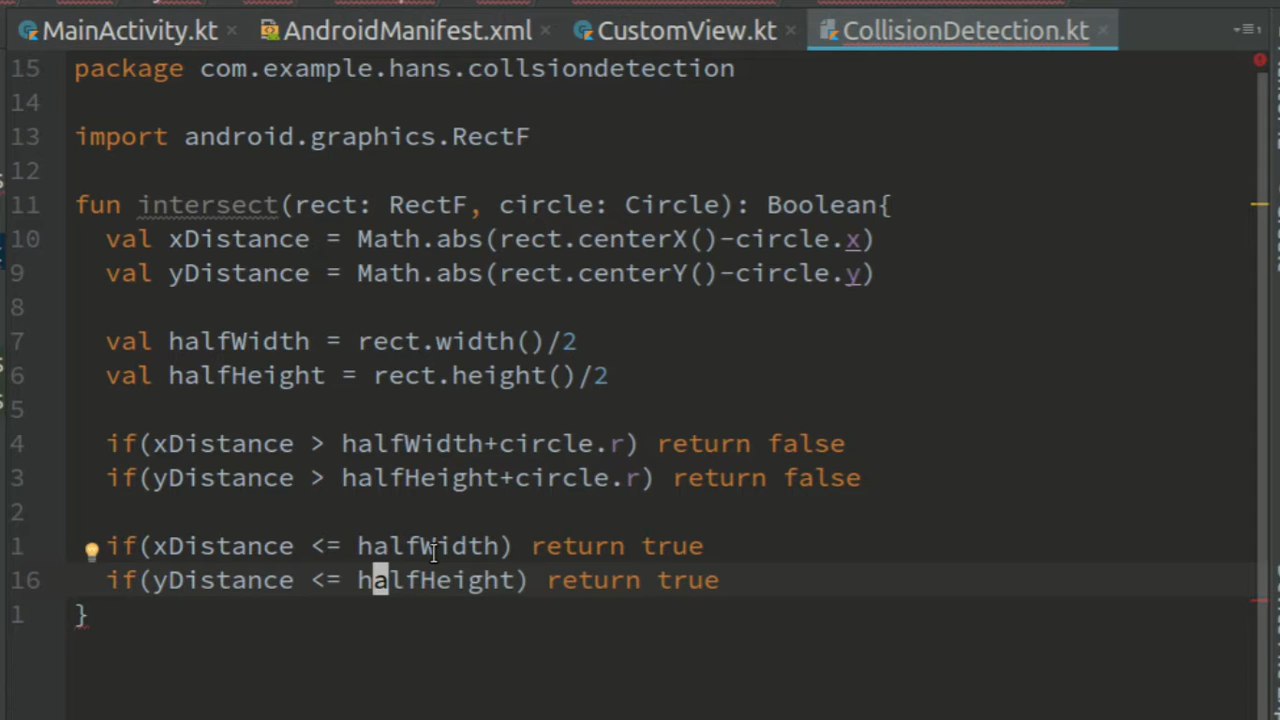 MainActivity.kt AndroidManifest.xml CustomView.kt CollisionDetection.kt
15 package com.example.hans.collsiondetection
14
13 import android.graphics.RectF
12
11 fun intersect(rect: RectF, circle: Circle): Boolean{
10 val xDistance = Math.abs(rect.centerX()-circle.x)
9 val yDistance = Math.abs(rect.centerY()-circle.y)
8
7 val halfWidth = rect.width()/2
6 val halfHeight = rect.height()/2
5
4 if(xDistance > halfWidth+circle.r) return false
3 if(yDistance > halfHeight+circle.r) return false
2
1 if(xDistance <= halfWidth) return true
16 if(yDistance <= halfHeight) return true
1 }